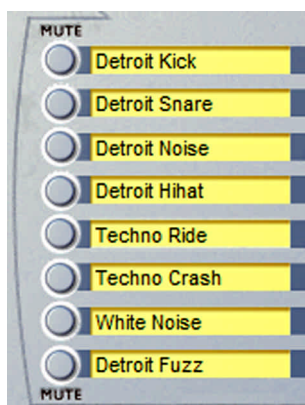 MUTE
Detroit Kick
Detroit Snare
Detroit Noise
Detroit Hihat
Techno Ride
Techno Crash
White Noise
Detroit Fuzz
MUTE